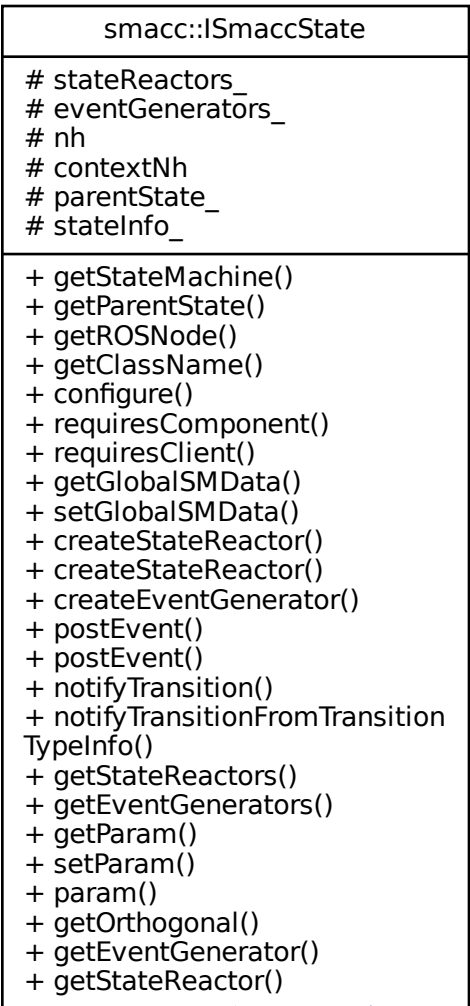 smacc::ISmaccState
# stateReactors_
# eventGenerators_
# nh
# contextNh
# parentState_
# stateInfo_
+ getStateMachine()
+ getParentState()
+ getROSNode()
+ getClassName()
+ configure()
+ requiresComponent()
+ requiresClient()
+ getGlobalSMData()
+ setGlobalSMData()
+ createStateReactor()
+ createStateReactor()
+ createEventGenerator()
+ postEvent()
+ postEvent()
+ notifyTransition()
+ notifyTransitionFromTransition
TypeInfo()
+ getStateReactors()
+ getEventGenerators()
+ getParam()
+ setParam()
+ param()
+ getOrthogonal()
+ getEventGenerator()
+ getStateReactor()